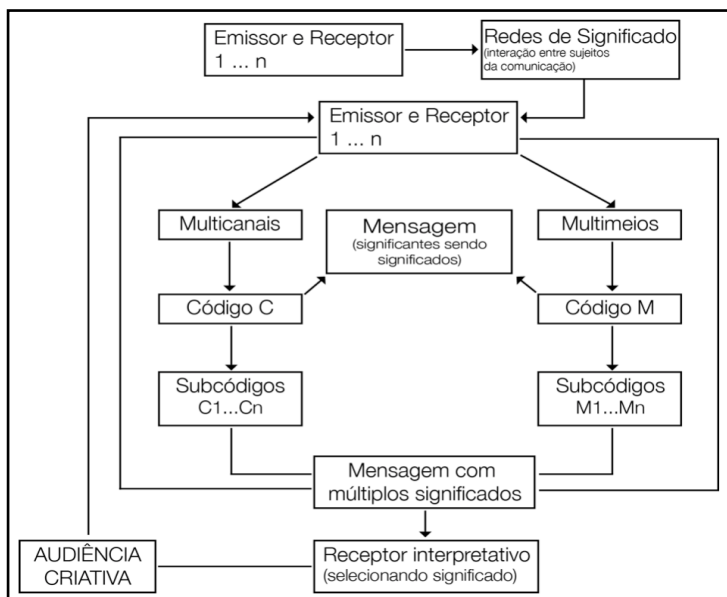 Emissor e Receptor
1 ... n
Redes de Significado
(interação entre sujeitos
da comunicação)
Emissor e Receptor
1 ... n
Multicanais
Mensagem
(significantes sendo
significados)
Multimeios
Código C
Código M
Subcódigos
C1...Cn
Subcódigos
M1...Mn
Mensagem com
múltiplos significados
AUDIÊNCIA
CRIATIVA
Receptor interpretativo
(selecionando significado)